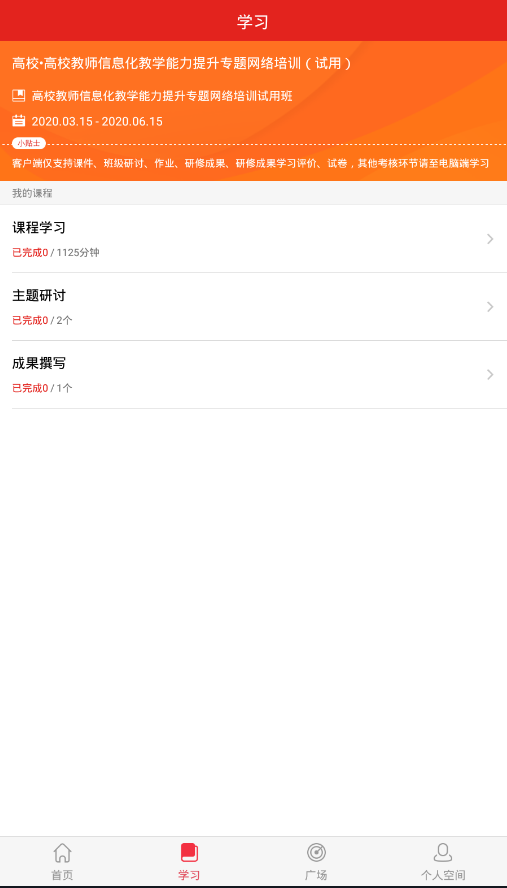 学习
高校•高校教师信息化教学能力提升专题网络培训（试用）
高校教师信息化教学能力提升专题网络培训试用班
2020.03.15 - 2020.06.15
小贴士
客户端仅支持课件、班级研讨、作业、研修成果、研修成果学习评价、试卷，其他考核环节请至电脑端学习
我的课程
课程学习
已完成0 / 1125分钟
主题研讨
已完成0 / 2个
成果撰写
已完成0 / 1个
首页 学习 广场 个人空间